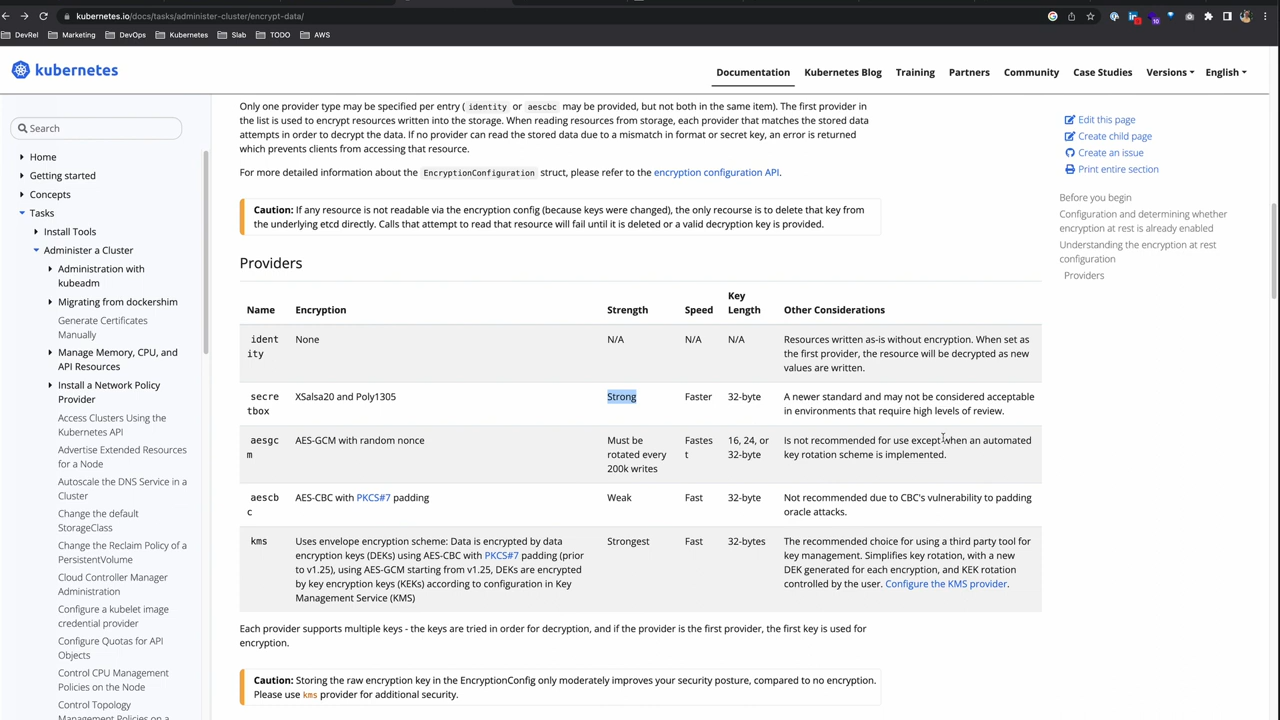 kubernetes.io/docs/tasks/administer-cluster/encrypt-data/
DevRel Marketing DevOps Kubernetes Slab TODO AWS
kubernetes
Documentation Kubernetes Blog Training Partners Community Case Studies Versions English
Search
Home
Getting started
Concepts
Tasks
Install Tools
Administer a Cluster
Administration with
kubeadm
Migrating from dockershim
Generate Certificates
Manually
Manage Memory, CPU, and
API Resources
Install a Network Policy
Provider
Access Clusters Using the
Kubernetes API
Advertise Extended Resources
for a Node
Autoscale the DNS Service in a
Cluster
Change the default
StorageClass
Change the Reclaim Policy of a
PersistentVolume
Cloud Controller Manager
Administration
Configure a kubelet image
credential provider
Configure Quotas for API
Objects
Control CPU Management
Policies on the Node
Control Topology
Management Policies on a
Only one provider type may be specified per entry ( identity or aescbc may be provided, but not both in the same item). The first provider in
the list is used to encrypt resources written into the storage. When reading resources from storage, each provider that matches the stored data
attempts in order to decrypt the data. If no provider can read the stored data due to a mismatch in format or secret key, an error is returned
which prevents clients from accessing that resource.
For more detailed information about the EncryptionConfiguration struct, please refer to the encryption configuration API.
Caution: If any resource is not readable via the encryption config (because keys were changed), the only recourse is to delete that key from
the underlying etcd directly. Calls that attempt to read that resource will fail until it is deleted or a valid decryption key is provided.
Providers
Name Encryption Strength Speed Key
Length Other Considerations
ident
ity None N/A N/A N/A Resources written as-is without encryption. When set as
the first provider, the resource will be decrypted as new
values are written.
secre
tbox XSalsa20 and Poly1305 Strong Faster 32-byte A newer standard and may not be considered acceptable
in environments that require high levels of review.
aesgc
m AES-GCM with random nonce Must be
rotated every
200k writes Fastes
t 16, 24, or
32-byte Is not recommended for use except when an automated
key rotation scheme is implemented.
aescb
c AES-CBC with PKCS#7 padding Weak Fast 32-byte Not recommended due to CBC's vulnerability to padding
oracle attacks.
kms Uses envelope encryption scheme: Data is encrypted by data
encryption keys (DEKs) using AES-CBC with PKCS#7 padding (prior
to v1.25), using AES-GCM starting from v1.25, DEKs are encrypted
by key encryption keys (KEKs) according to configuration in Key
Management Service (KMS) Strongest Fast 32-bytes The recommended choice for using a third party tool for
key management. Simplifies key rotation, with a new
DEK generated for each encryption, and KEK rotation
controlled by the user. Configure the KMS provider.
Each provider supports multiple keys - the keys are tried in order for decryption, and if the provider is the first provider, the first key is used for
encryption.
Caution: Storing the raw encryption key in the EncryptionConfig only moderately improves your security posture, compared to no encryption.
Please use kms provider for additional security.
Edit this page
Create child page
Create an issue
Print entire section
Before you begin
Configuration and determining whether
encryption at rest is already enabled
Understanding the encryption at rest
configuration
Providers